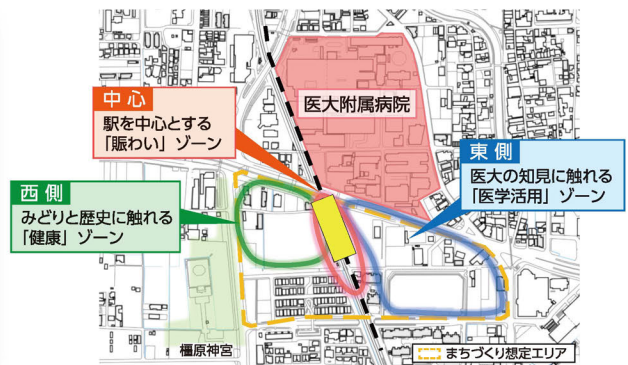 中心
駅を中心とする
「賑わい」ゾーン
医大附属病院
東側
医大の知見に触れる
「医学活用」ゾーン
西側
みどりと歴史に触れる
「健康」ゾーン
橿原神宮
まちづくり想定エリア